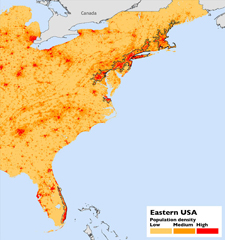 Canada
Eastern USA
Population density
Low Medium High